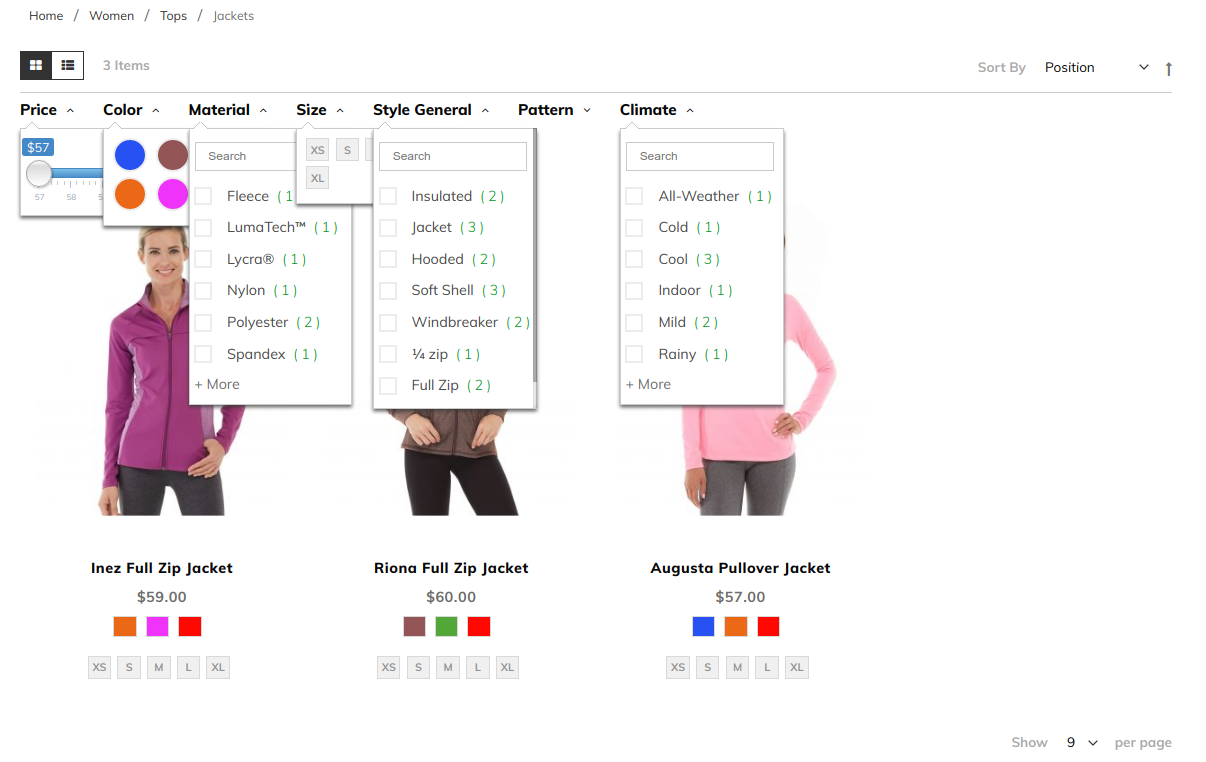 Home / Women / Tops / Jackets
3 Items
Sort By Position
Price Color Material Size Style General Pattern Climate
$57
57 58
Search
Fleece ( 1
LumaTech™ ( 1 )
Lycra® ( 1 )
Nylon ( 1 )
Polyester ( 2 )
Spandex ( 1 )
+ More
XS S
XL
Search
Insulated ( 2 )
Jacket ( 3 )
Hooded ( 2 )
Soft Shell ( 3 )
Windbreaker ( 2 )
¼ zip ( 1 )
Full Zip ( 2 )
Search
All-Weather ( 1 )
Cold ( 1 )
Cool ( 3 )
Indoor ( 1 )
Mild ( 2 )
Rainy ( 1 )
+ More
Inez Full Zip Jacket
$59.00
XS S M L XL
Riona Full Zip Jacket
$60.00
XS S M L XL
Augusta Pullover Jacket
$57.00
XS S M L XL
Show 9 per page